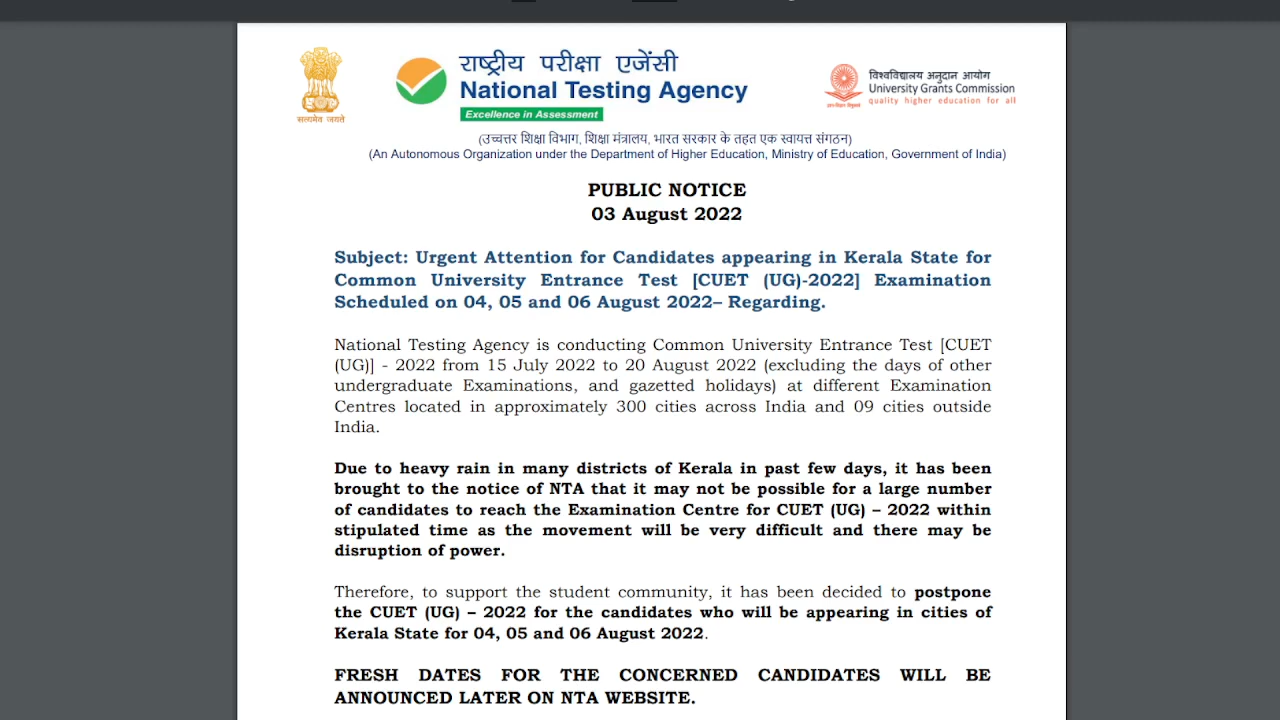 राष्ट्रीय परीक्षा एजेंसी
National Testing Agency
Excellence in Assessment
सत्यमेव जयते
विश्वविद्यालय अनुदान आयोग
University Grants Commission
quality higher education for all
(उच्चत्तर शिक्षा विभाग, शिक्षा मंत्रालय, भारत सरकार के तहत एक स्वायत्त संगठन)
(An Autonomous Organization under the Department of Higher Education, Ministry of Education, Government of India)
PUBLIC NOTICE
03 August 2022
Subject: Urgent Attention for Candidates appearing in Kerala State for
Common University Entrance Test [CUET (UG)-2022] Examination
Scheduled on 04, 05 and 06 August 2022– Regarding.
National Testing Agency is conducting Common University Entrance Test [CUET
(UG)] - 2022 from 15 July 2022 to 20 August 2022 (excluding the days of other
undergraduate Examinations, and gazetted holidays) at different Examination
Centres located in approximately 300 cities across India and 09 cities outside
India.
Due to heavy rain in many districts of Kerala in past few days, it has been
brought to the notice of NTA that it may not be possible for a large number
of candidates to reach the Examination Centre for CUET (UG) – 2022 within
stipulated time as the movement will be very difficult and there may be
disruption of power.
Therefore, to support the student community, it has been decided to postpone
the CUET (UG) – 2022 for the candidates who will be appearing in cities of
Kerala State for 04, 05 and 06 August 2022.
FRESH DATES FOR THE CONCERNED CANDIDATES WILL BE
ANNOUNCED LATER ON NTA WEBSITE.